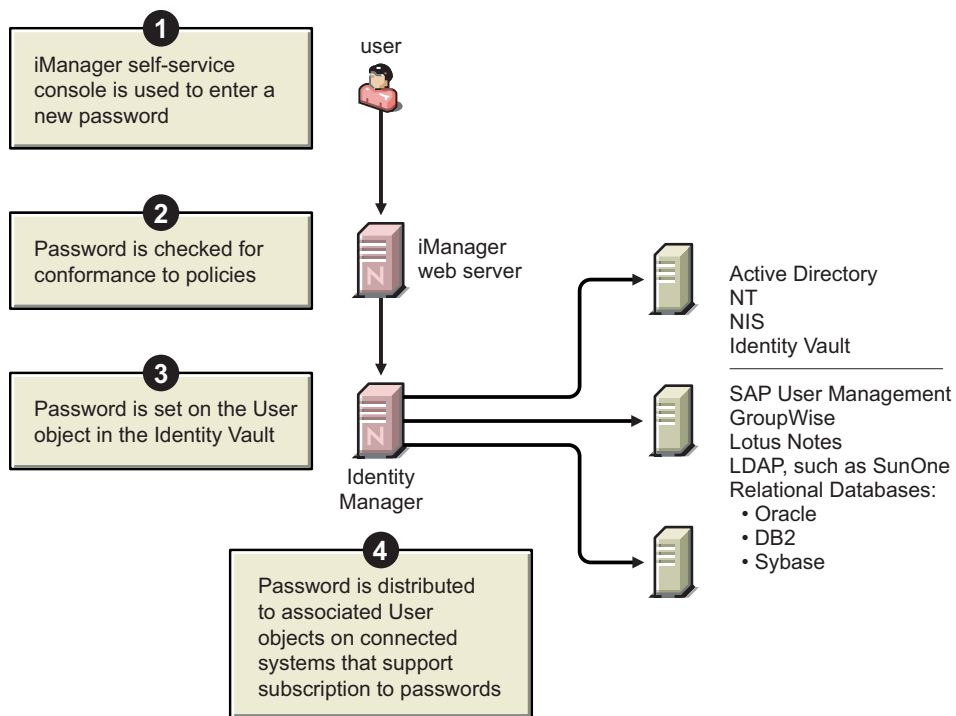 1
iManager self-service
console is used to enter a
new password
user
2
Password is checked for
conformance to policies
N
iManager
web server
3
Password is set on the User
object in the Identity Vault
N
Identity
Manager
Active Directory
NT
NIS
Identity Vault
SAP User Management
GroupWise
Lotus Notes
LDAP, such as SunOne
Relational Databases:
• Oracle
• DB2
• Sybase
4
Password is distributed
to associated User
objects on connected
systems that support
subscription to passwords